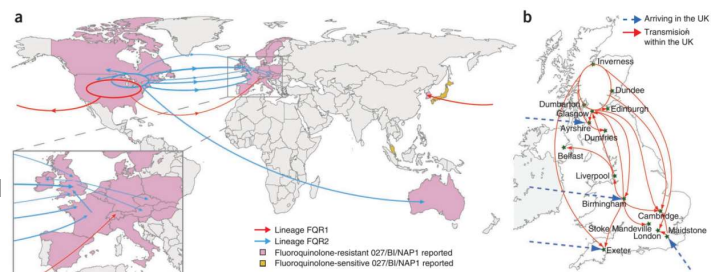 a
Lineage FQR1
Lineage FQR2
Fluoroquinolone-resistant 027/BI/NAP1 reported
Fluoroquinolone-sensitive 027/BI/NAP1 reported
b
Arriving in the UK
Transmision
within the UK
Inverness
Dundee
Dumbarton
Edinburgh
Glasgow
Ayrshire
Dumfries
Belfast
Liverpool
Birmingham
Cambridge
Stoke Mandeville
Maidstone
London
Exeter